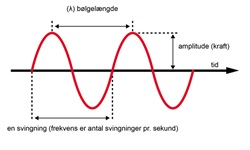 (λ) bølgelængde
amplitude (kraft)
tid
en svingning (frekvens er antal svingninger pr. sekund)